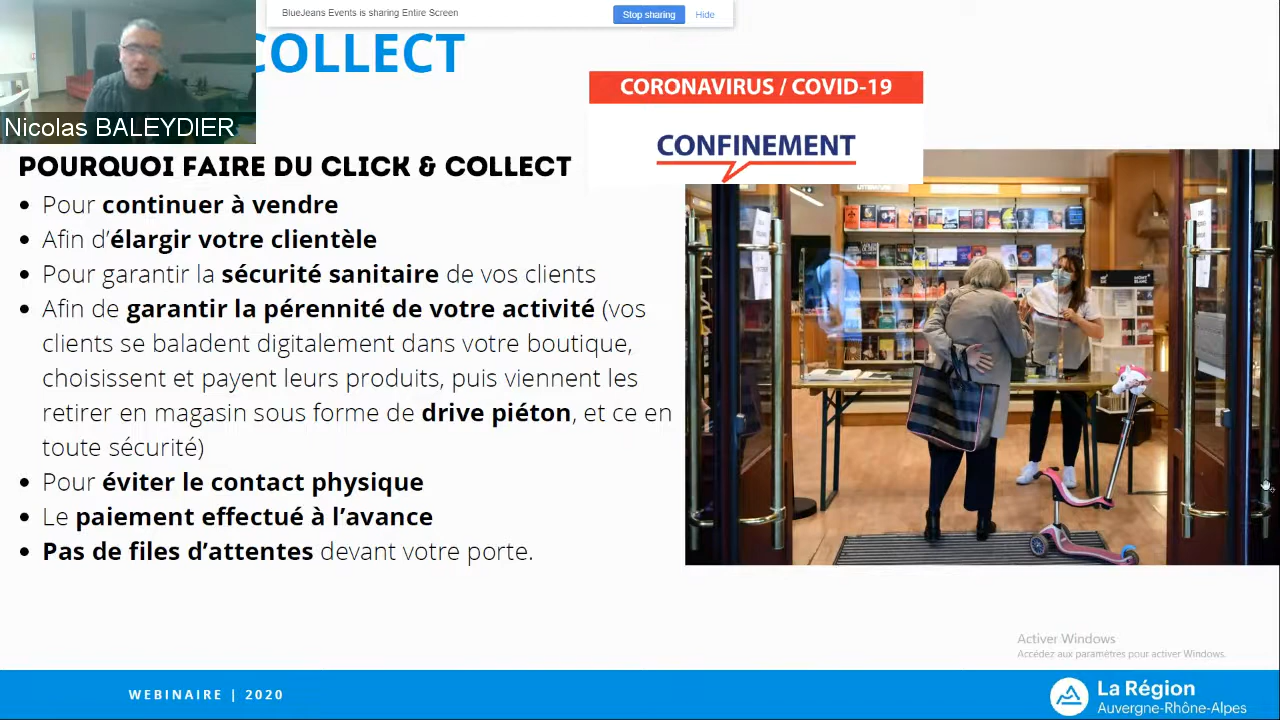 BlueJeans Events is sharing Entire Screen
Stop sharing
Hide
COLLECT
Nicolas BALEYDIER
CORONAVIRUS / COVID-19
CONFINEMENT
POURQUOI FAIRE DU CLICK & COLLECT
• Pour continuer à vendre
• Afin d'élargir votre clientèle
• Pour garantir la sécurité sanitaire de vos clients
• Afin de garantir la pérennité de votre activité (vos
clients se baladent digitalement dans votre boutique,
choisissent et payent leurs produits, puis viennent les
retirer en magasin sous forme de drive piéton, et ce en
toute sécurité)
• Pour éviter le contact physique
• Le paiement effectué à l'avance
• Pas de files d'attentes devant votre porte.
MONT
BLANC
Activer Windows
Accédez aux paramètres pour activer Windows.
WEBINAIRE | 2020
La Région
Auvergne-Rhône-Alpes